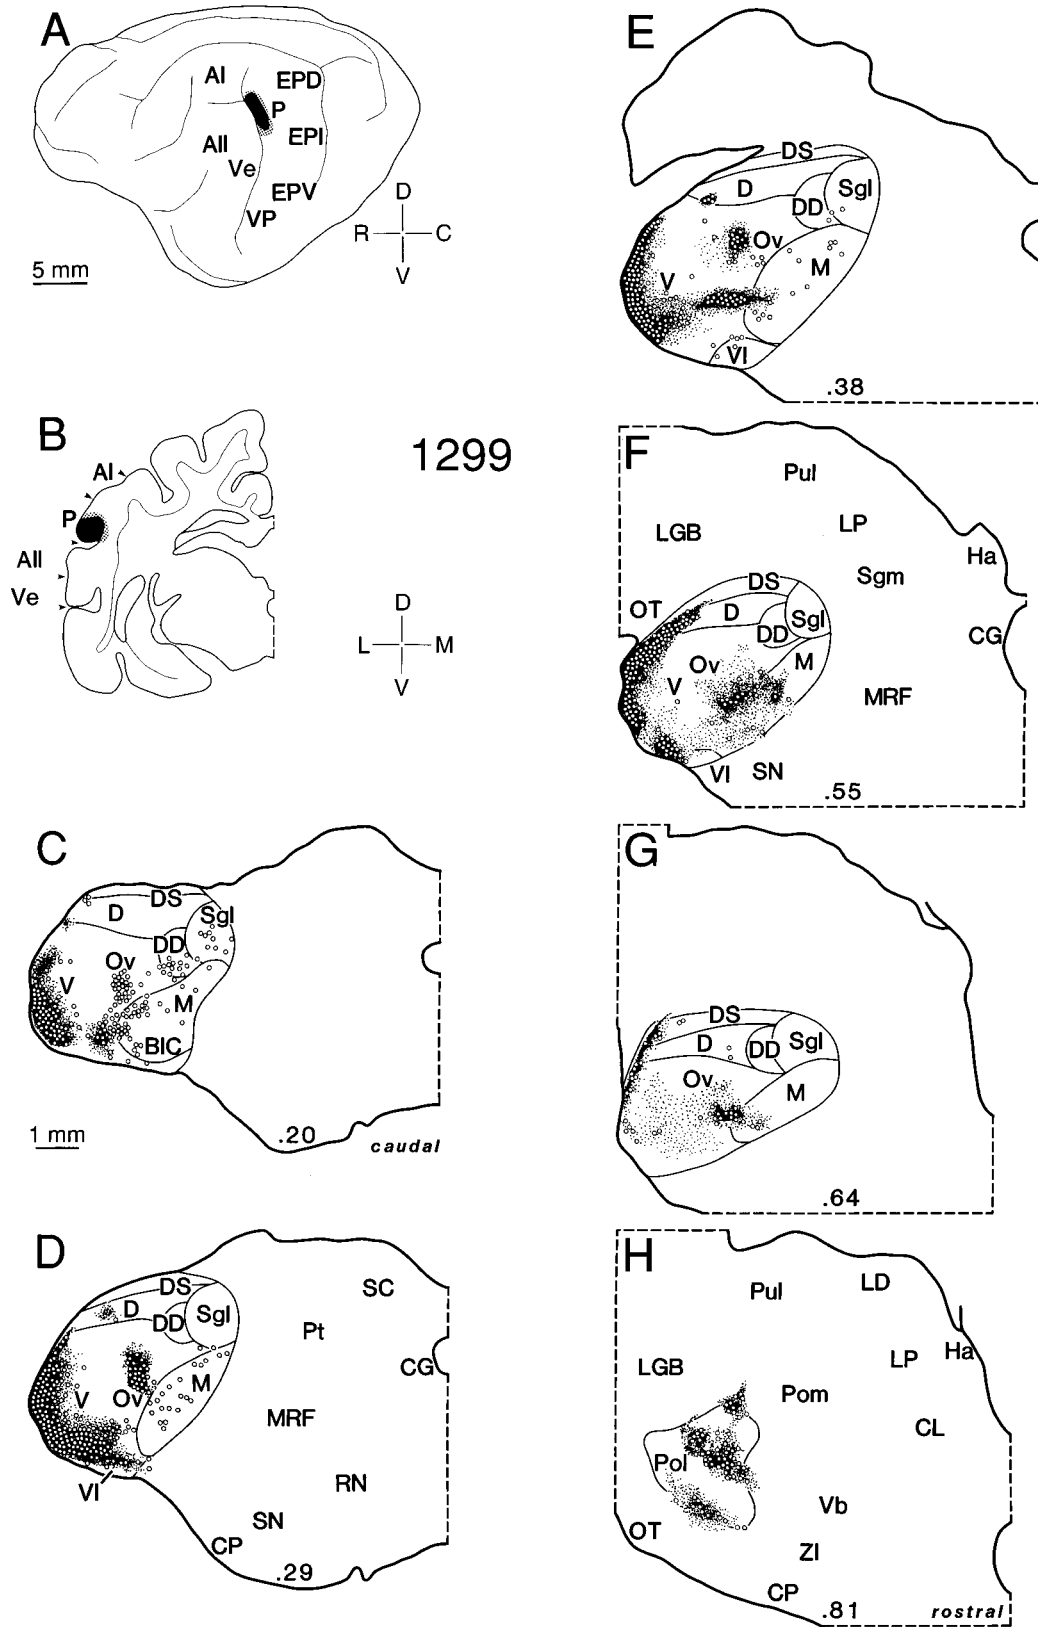 A
AI
EPD
P
EPI
AII
Ve
EPV
VP
D
R
C
V
5 mm
B
1299
AI
P
AII
Ve
D
L
M
V
C
DS
D
Sgl
DD
Ov
V
M
BIC
1 mm
.20
caudal
D
DS
D
Sgl
DD
SC
Pt
CG
V
Ov
M
MRF
VI
RN
SN
CP
.29
E
DS
D
Sgl
DD
Ov
V
M
VI
.38
F
Pul
LGB
LP
Ha
Sgm
DS
OT
D
Sgl
DD
CG
Ov
M
V
MRF
VI
SN
.55
G
DS
D
DD
Sgl
Ov
M
.64
H
Pul
LD
LGB
LP
Ha
Pom
CL
Pol
Vb
OT
ZI
CP
.81
rostral